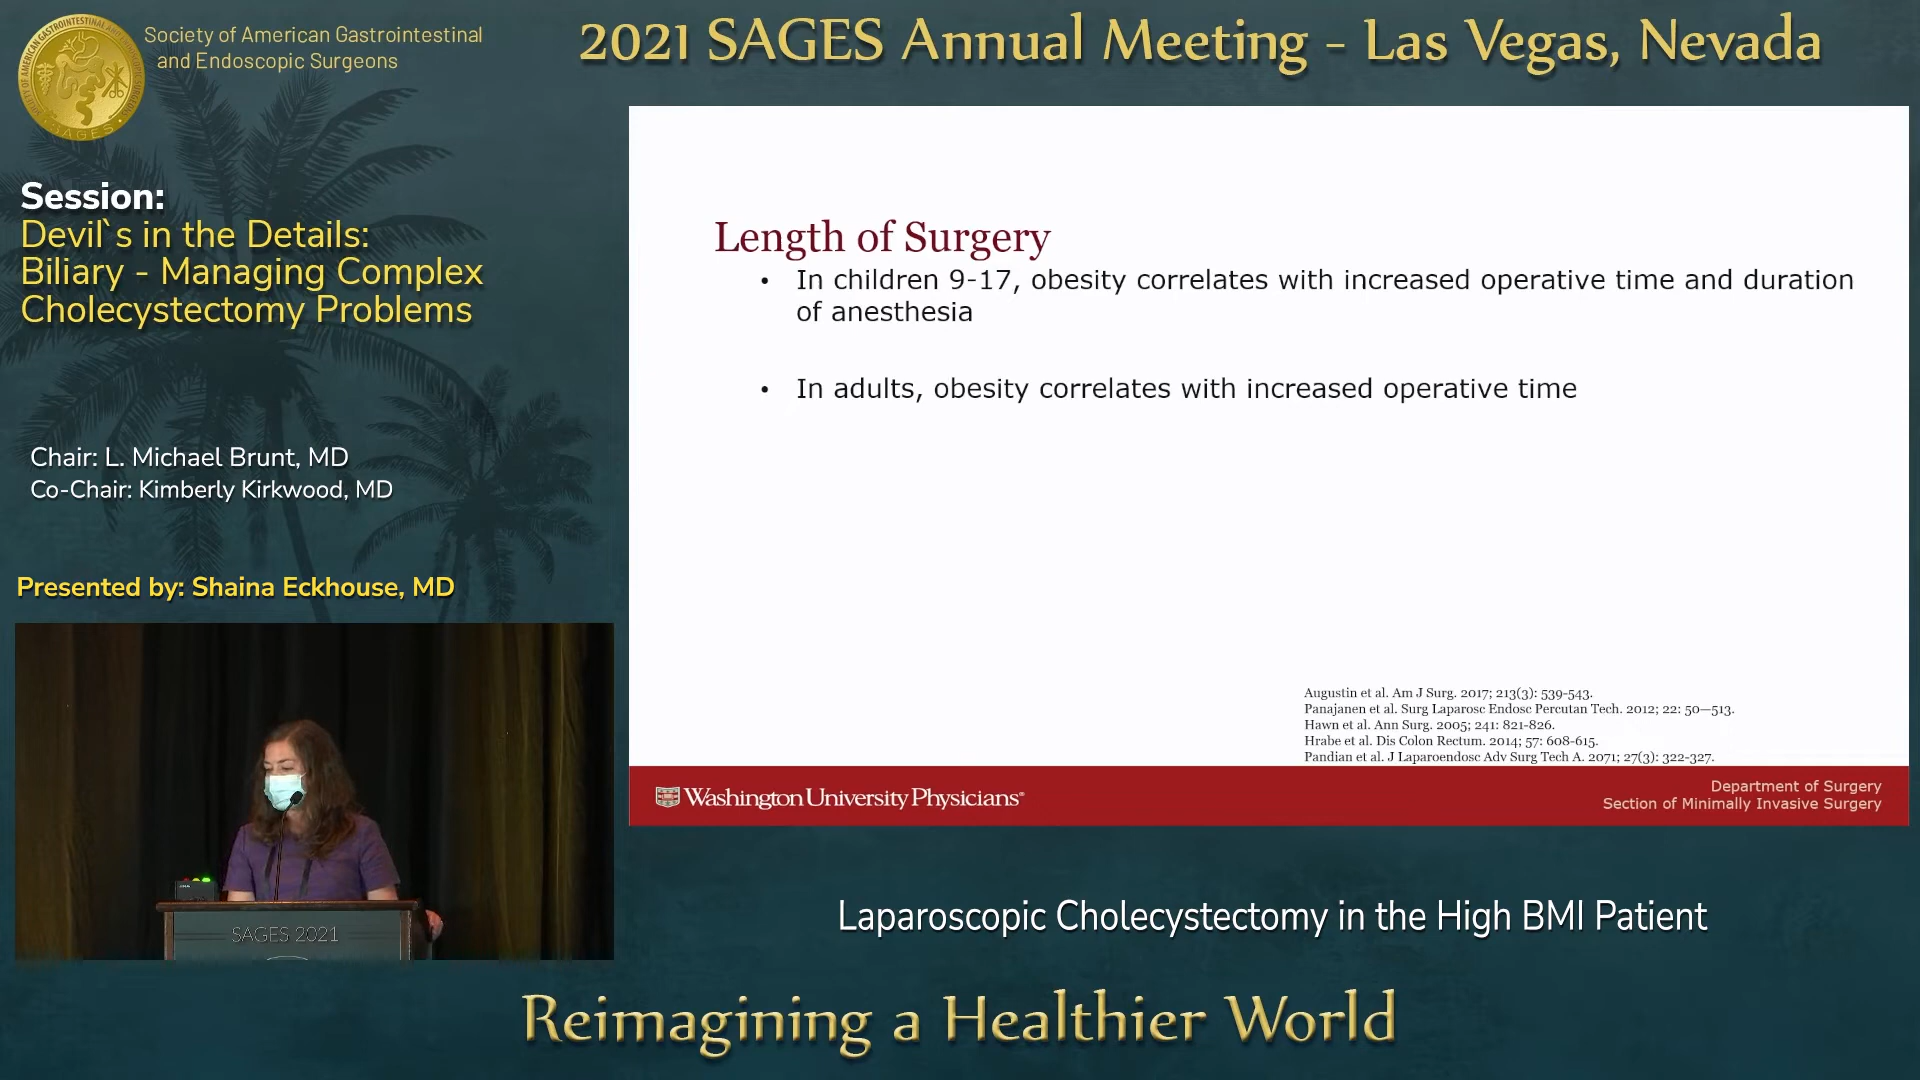 Society of American Gastrointestinal
and Endoscopic Surgeons
SAGES
2021 SAGES Annual Meeting - Las Vegas, Nevada
Session:
Devil`s in the Details:
Biliary - Managing Complex
Cholecystectomy Problems
Chair: L. Michael Brunt, MD
Co-Chair: Kimberly Kirkwood, MD
Presented by: Shaina Eckhouse, MD
SAGES 2021
Length of Surgery
• In children 9-17, obesity correlates with increased operative time and duration
of anesthesia
• In adults, obesity correlates with increased operative time
Augustin et al. Am J Surg. 2017; 213(3): 539-543.
Panajanen et al. Surg Laparosc Endosc Percutan Tech. 2012; 22: 50—513.
Hawn et al. Ann Surg. 2005; 241: 821-826.
Hrabe et al. Dis Colon Rectum. 2014; 57: 608-615.
Pandian et al. J Laparoendosc Adv Surg Tech A. 2071; 27(3): 322-327.
Washington University Physicians®
Department of Surgery
Section of Minimally Invasive Surgery
Laparoscopic Cholecystectomy in the High BMI Patient
Reimagining a Healthier World